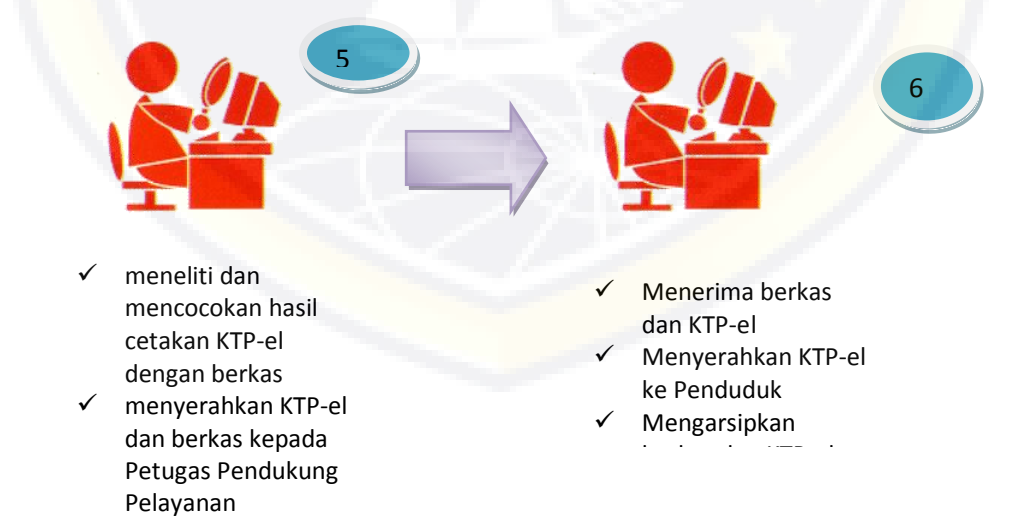 5
6
✓ meneliti dan
mencocokan hasil
cetakan KTP-el
dengan berkas
✓ menyerahkan KTP-el
dan berkas kepada
Petugas Pendukung
Pelayanan
✓ Menerima berkas
dan KTP-el
✓ Menyerahkan KTP-el
ke Penduduk
✓ Mengarsipkan